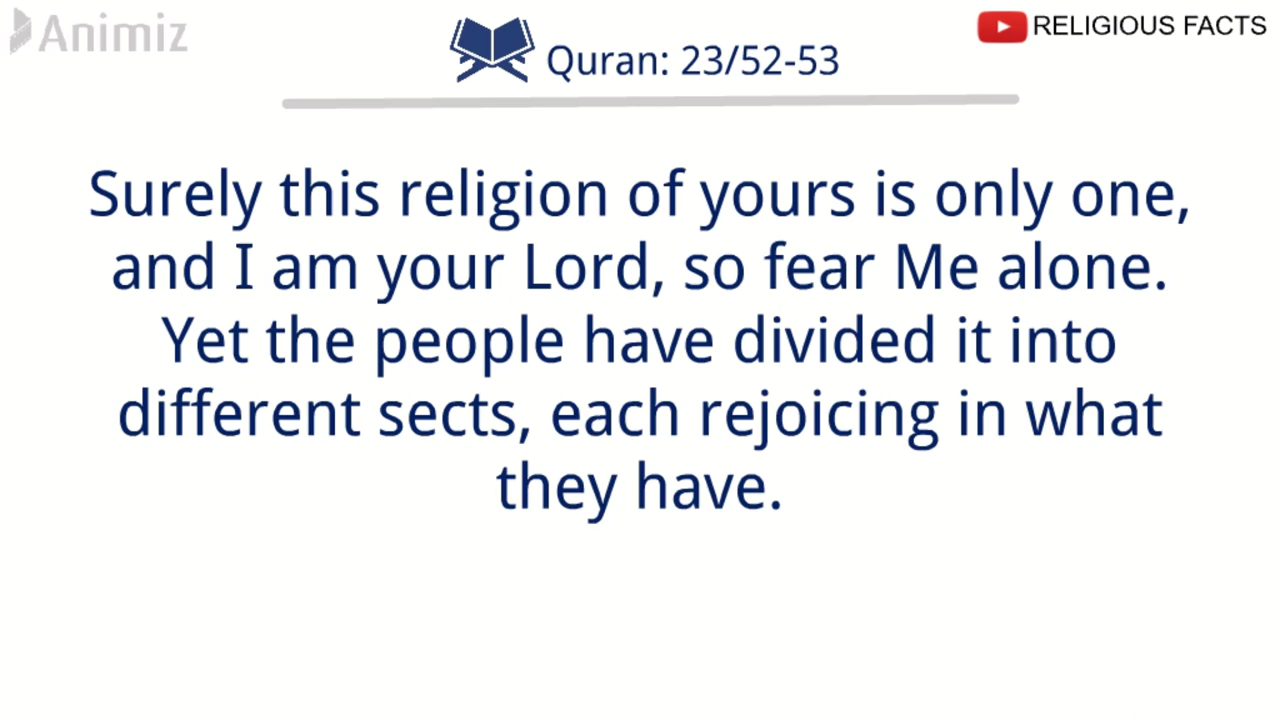 Animiz
RELIGIOUS FACTS
Quran: 23/52-53
Surely this religion of yours is only one,
and I am your Lord, so fear Me alone.
Yet the people have divided it into
different sects, each rejoicing in what
they have.